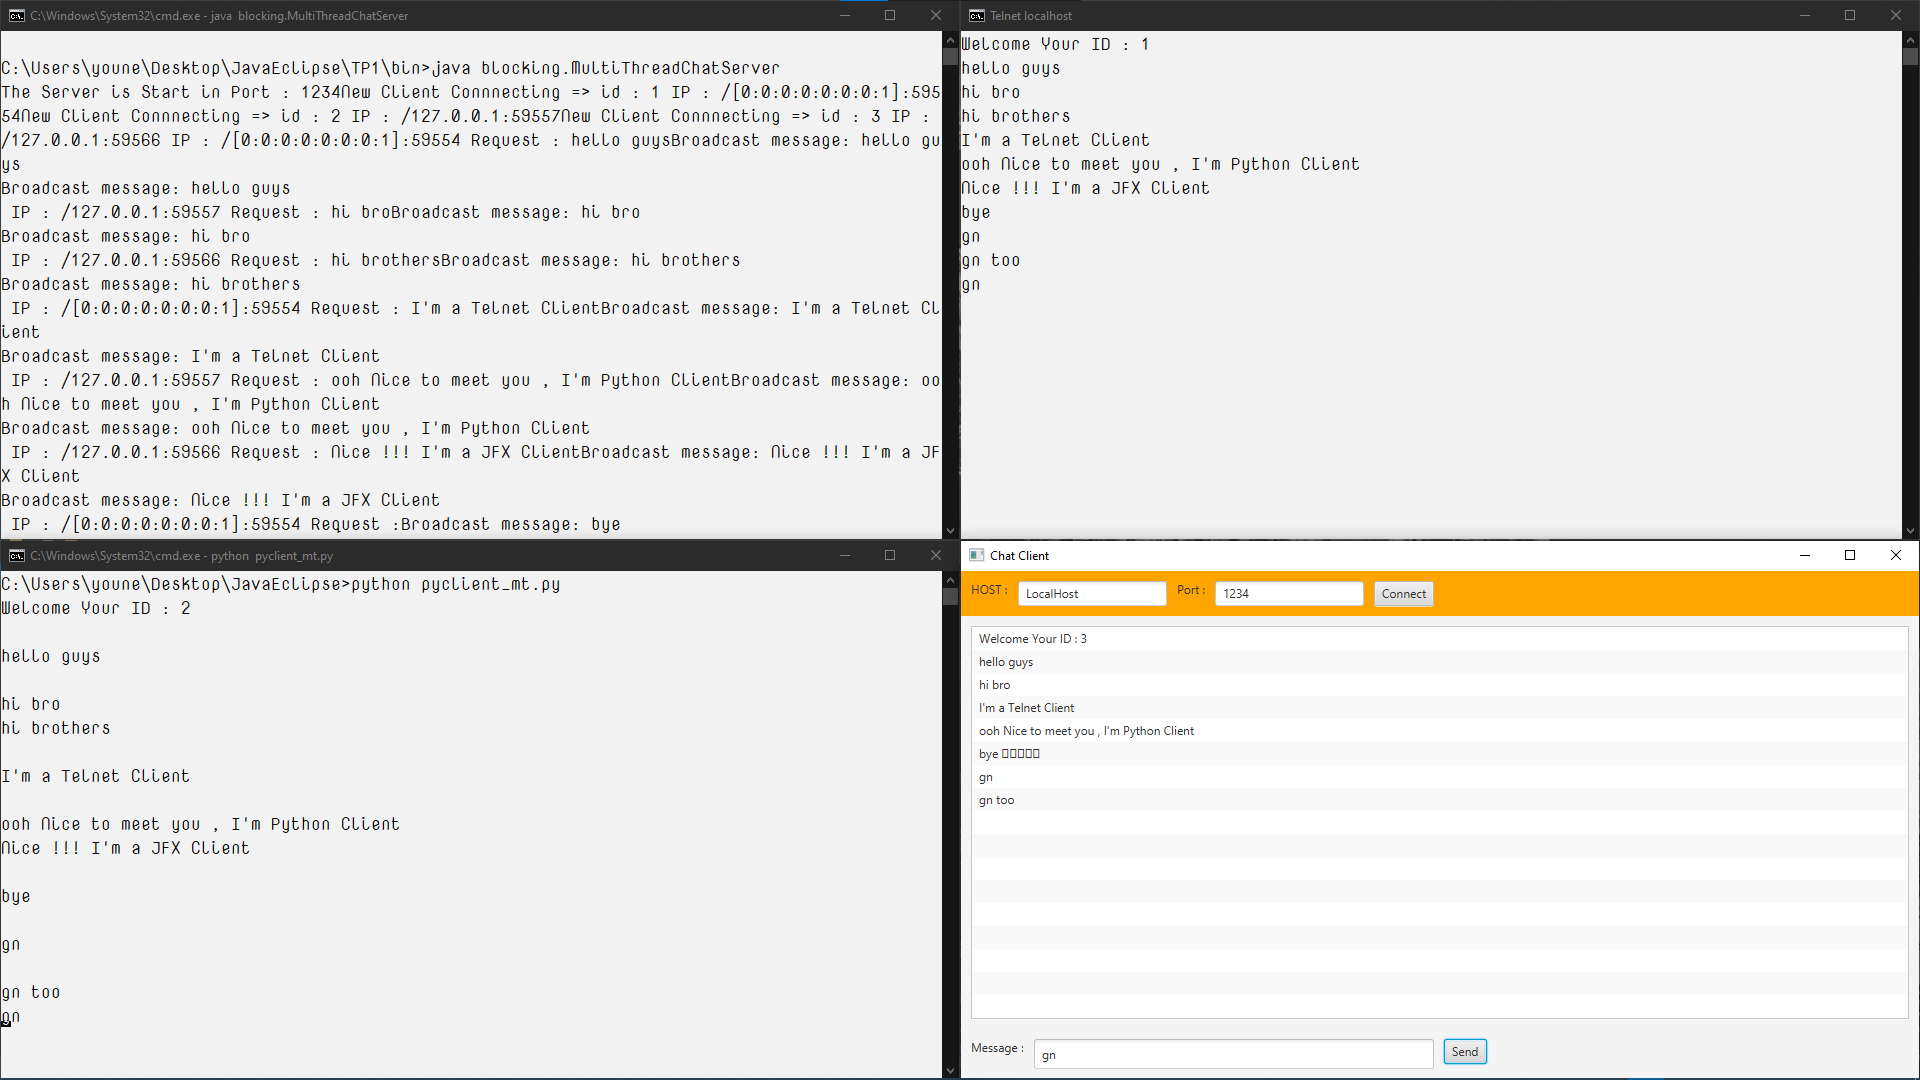 C:\Windows\System32\cmd.exe - java  blocking.MultiThreadChatServer
C:\Users\youne\Desktop\JavaEclipse\TP1\bin>java blocking.MultiThreadChatServer
The Server is Start in Port : 1234New Client Connnecting => id : 1 IP : /[0:0:0:0:0:0:0:1]:595
54New Client Connnecting => id : 2 IP : /127.0.0.1:59557New Client Connnecting => id : 3 IP :
/127.0.0.1:59566 IP : /[0:0:0:0:0:0:0:1]:59554 Request : hello guysBroadcast message: hello gu
ys
Broadcast message: hello guys
 IP : /127.0.0.1:59557 Request : hi broBroadcast message: hi bro
Broadcast message: hi bro
 IP : /127.0.0.1:59566 Request : hi brothersBroadcast message: hi brothers
Broadcast message: hi brothers
 IP : /[0:0:0:0:0:0:0:1]:59554 Request : I'm a Telnet ClientBroadcast message: I'm a Telnet Cl
ient
Broadcast message: I'm a Telnet Client
 IP : /127.0.0.1:59557 Request : ooh Nice to meet you , I'm Python ClientBroadcast message: oo
h Nice to meet you , I'm Python Client
Broadcast message: ooh Nice to meet you , I'm Python Client
 IP : /127.0.0.1:59566 Request : Nice !!! I'm a JFX ClientBroadcast message: Nice !!! I'm a JF
X Client
Broadcast message: Nice !!! I'm a JFX Client
 IP : /[0:0:0:0:0:0:0:1]:59554 Request :Broadcast message: bye
Telnet localhost
Welcome Your ID : 1
hello guys
hi bro
hi brothers
I'm a Telnet Client
ooh Nice to meet you , I'm Python Client
Nice !!! I'm a JFX Client
bye
gn
gn too
gn
C:\Windows\System32\cmd.exe - python  pyclient_mt.py
C:\Users\youne\Desktop\JavaEclipse>python pyclient_mt.py
Welcome Your ID : 2
hello guys
hi bro
hi brothers
I'm a Telnet Client
ooh Nice to meet you , I'm Python Client
Nice !!! I'm a JFX Client
bye
gn
gn too
gn
Chat Client
HOST : LocalHost Port : 1234 Connect
Welcome Your ID : 3
hello guys
hi bro
I'm a Telnet Client
ooh Nice to meet you , I'm Python Client
bye
gn
gn too
Message : gn Send